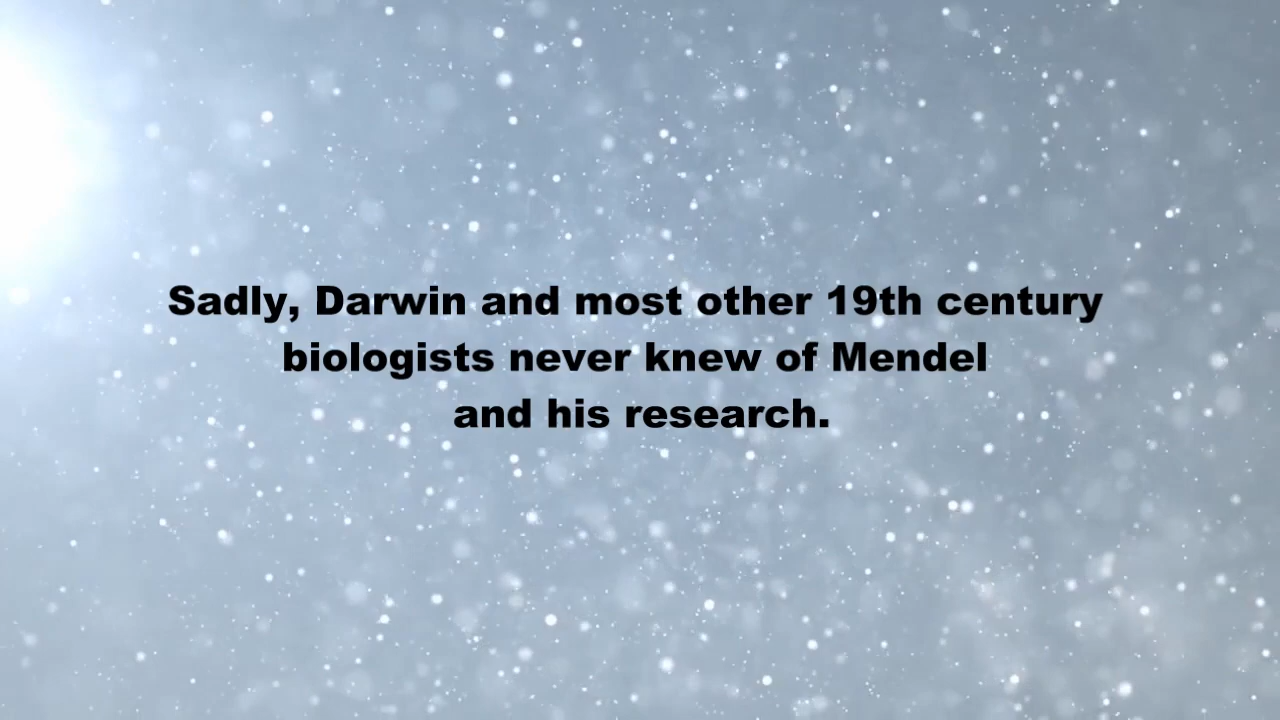 Sadly, Darwin and most other 19th century
biologists never knew of Mendel
and his research.